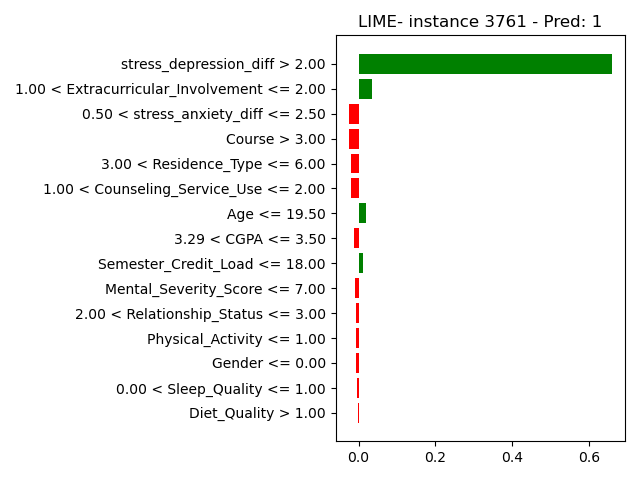 LIME- instance 3761 - Pred: 1
stress_depression_diff > 2.00
1.00 < Extracurricular_Involvement <= 2.00
0.50 < stress_anxiety_diff <= 2.50
Course > 3.00
3.00 < Residence_Type <= 6.00
1.00 < Counseling_Service_Use <= 2.00
Age <= 19.50
3.29 < CGPA <= 3.50
Semester_Credit_Load <= 18.00
Mental_Severity_Score <= 7.00
2.00 < Relationship_Status <= 3.00
Physical_Activity <= 1.00
Gender <= 0.00
0.00 < Sleep_Quality <= 1.00
Diet_Quality > 1.00
0.0 0.2 0.4 0.6